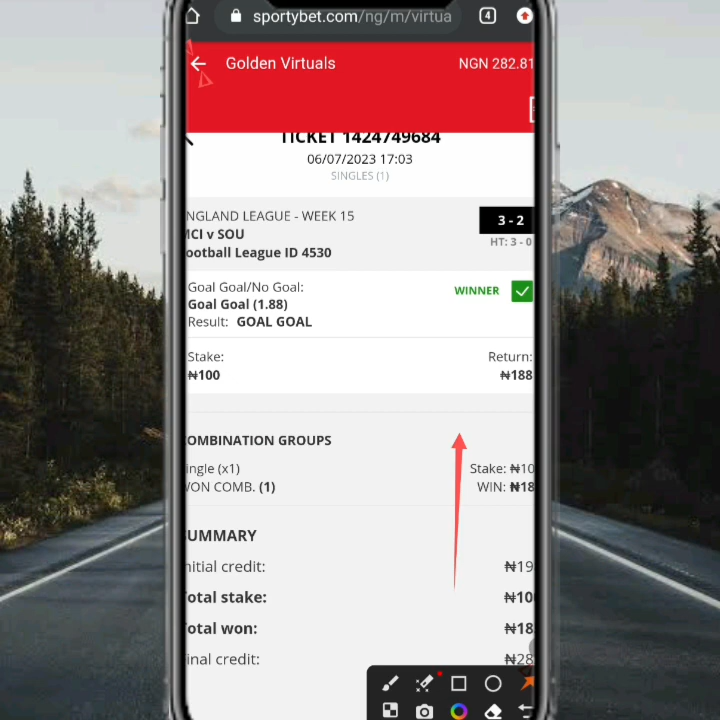 4
sportybet.com/ng/m/virtua
Golden Virtuals
NGN 282.81
TICKET 1424749684
06/07/2023 17:03
SINGLES (1)
NGLAND LEAGUE - WEEK 15
3 - 2
MCI v SOU
HT: 3 - 0
ootball League ID 4530
Goal Goal/No Goal:
WINNER
Goal Goal (1.88)
Result: GOAL GOAL
Stake:
Return:
₦100
₦188
OMBINATION GROUPS
ingle (x1)
Stake: ₦10
WON COMB. (1)
WIN: ₦18
UMMARY
nitial credit:
₦19
otal stake:
₦10
otal won:
₦18
inal credit:
₦28